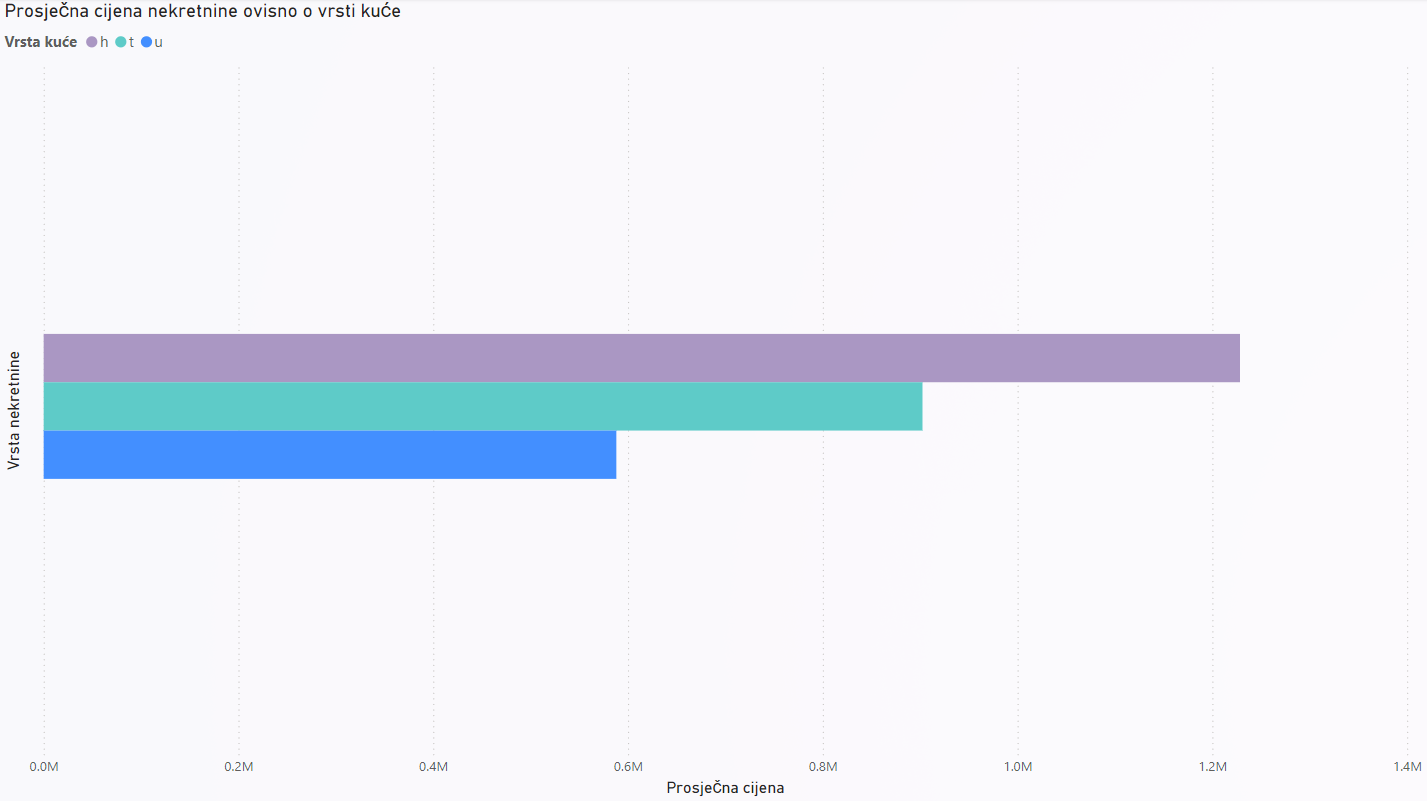 Prosječna cijena nekretnine ovisno o vrsti kuće
Vrsta kuće h t u
Vrsta nekretnine
0.0M 0.2M 0.4M 0.6M 0.8M 1.0M 1.2M 1.4M
Prosječna cijena